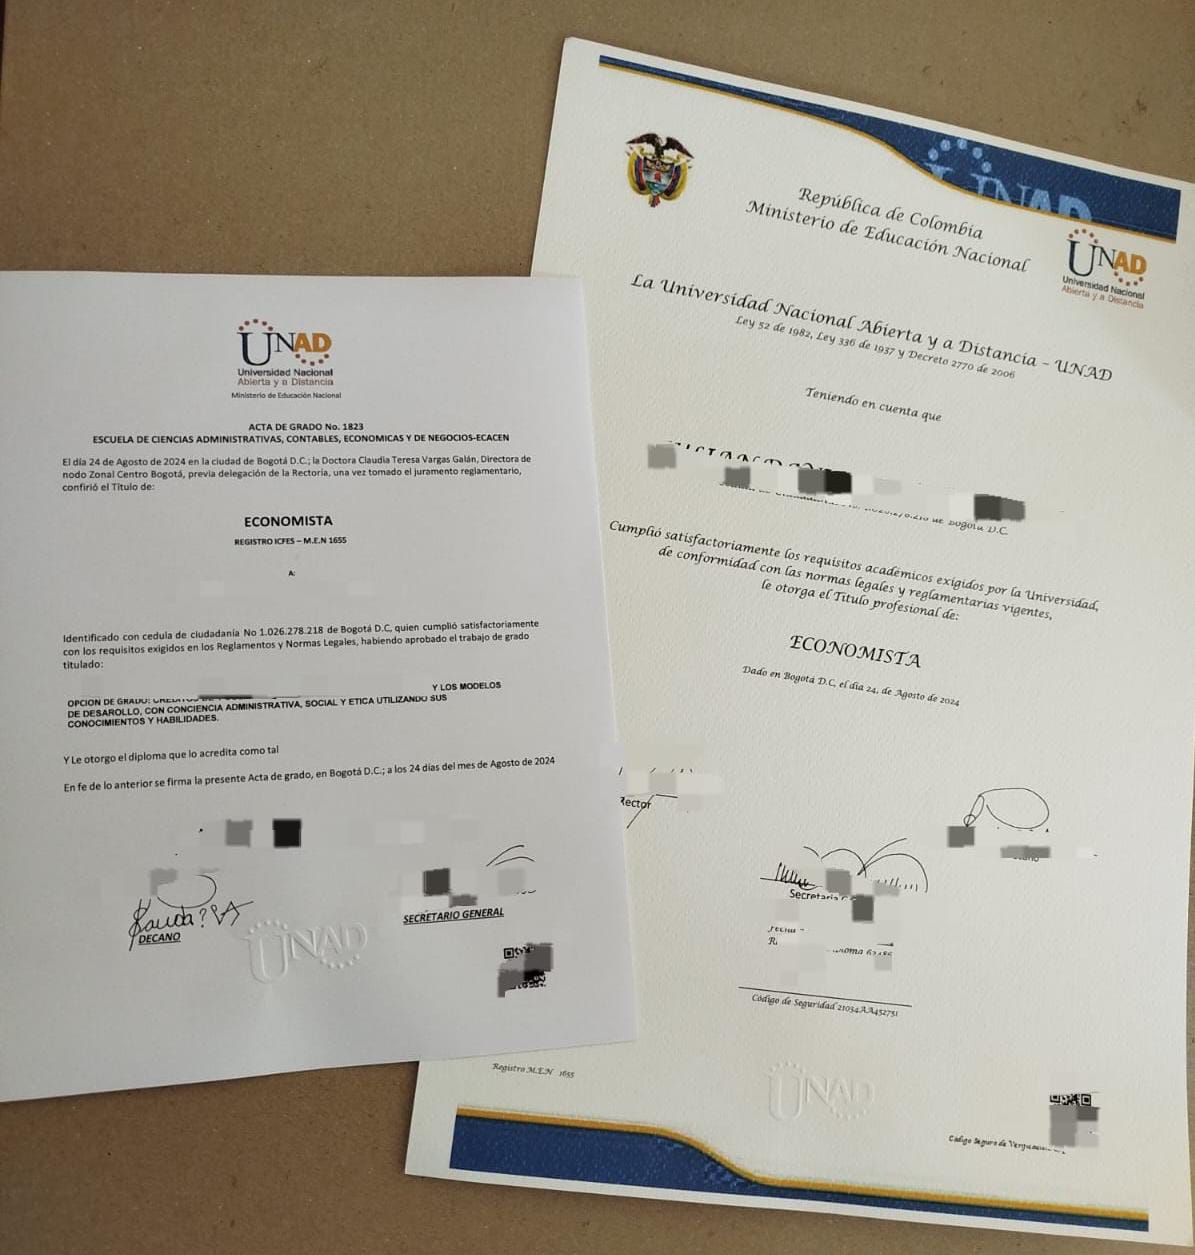 UNAD
Universidad Nacional
Abierta y a Distancia
Ministerio de Educación Nacional
ACTA DE GRADO No. 1823
ESCUELA DE CIENCIAS ADMINISTRATIVAS, CONTABLES, ECONOMICAS Y DE NEGOCIOS-ECACEN
El día 24 de Agosto de 2024 en la ciudad de Bogotá D.C.; la Doctora Claudia Teresa Vargas Galán, Directora de
nodo Zonal Centro Bogotá, previa delegación de la Rectoria, una vez tomado el juramento reglamentario,
confirió el Título de:
ECONOMISTA
REGISTRO ICFES – M.E.N 1655
A:
Identificado con cedula de ciudadanía No 1.026.278.218 de Bogotá D.C, quien cumplió satisfactoriamente
con los requisitos exigidos en los Reglamentos y Normas Legales, habiendo aprobado el trabajo de grado
titulado:
Y LOS MODELOS
OPCION DE GRADO:
DE DESAROLLO, CON CONCIENCIA ADMINISTRATIVA, SOCIAL Y ETICA UTILIZANDO SUS
CONOCIMIENTOS Y HABILIDADES.
Y Le otorgo el diploma que lo acredita como tal
En fe de lo anterior se firma la presente Acta de grado, en Bogotá D.C.; a los 24 días del mes de Agosto de 2024
DECANO
SECRETARIO GENERAL
UNAD
UNAD
República de Colombia
Ministerio de Educación Nacional
UNAD
Universidad Nacional
Abierta y a Distancia
La Universidad Nacional Abierta y a Distancia – UNAD
Ley 52 de 1982, Ley 336 de 1937 y Decreto 2770 de 2006
Teniendo en cuenta que
de Bogotá D.C.
Cumplió satisfactoriamente los requisitos académicos exigidos por la Universidad,
de conformidad con las normas legales y reglamentarias vigentes,
le otorga el Título profesional de:
ECONOMISTA
Dado en Bogotá D.C, el día 24, de Agosto de 2024
Rector
Código de Seguridad 21034AA452751
Registro M.E.N 1655
UNAD
Código Seguro de